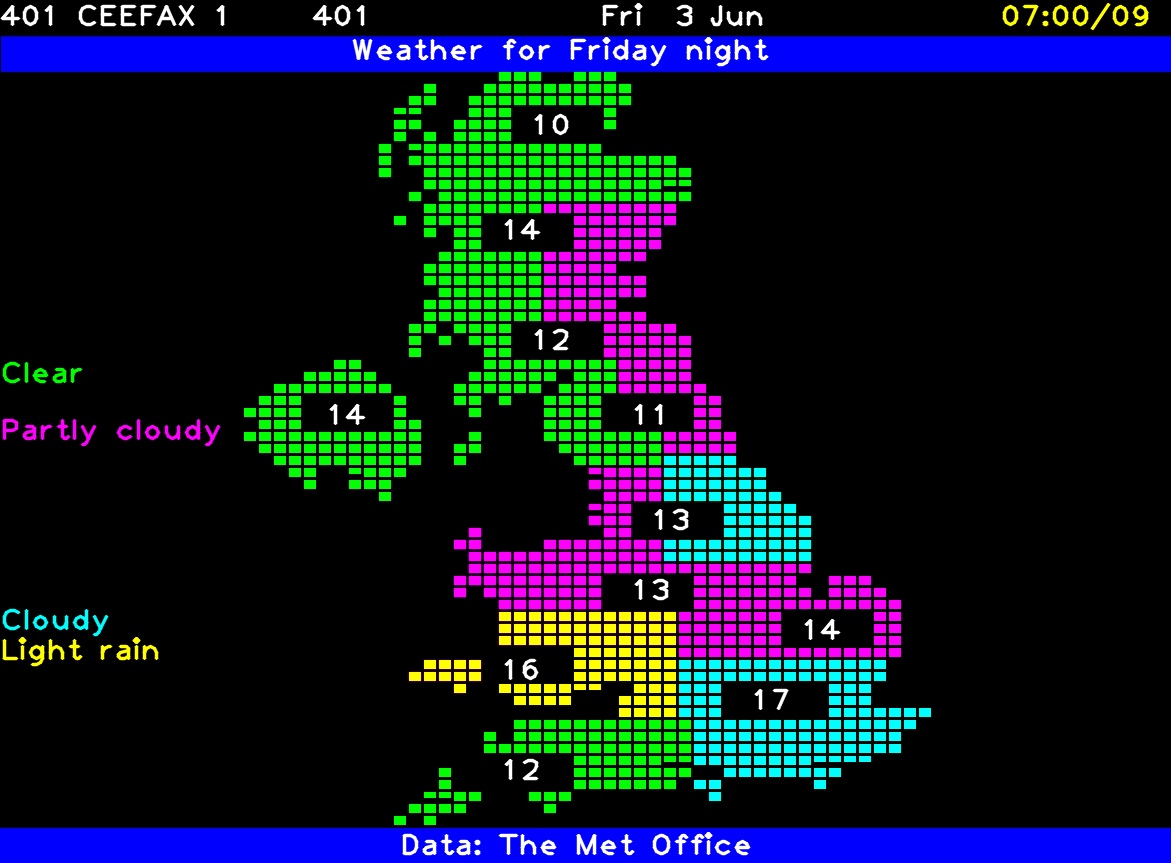 401 CEEFAX 1 401 Fri 3 Jun 07:00/09
Weather for Friday night
10
14
12
Clear
14 11
Partly cloudy
13
13
Cloudy 14
Light rain
16
17
12
Data: The Met Office